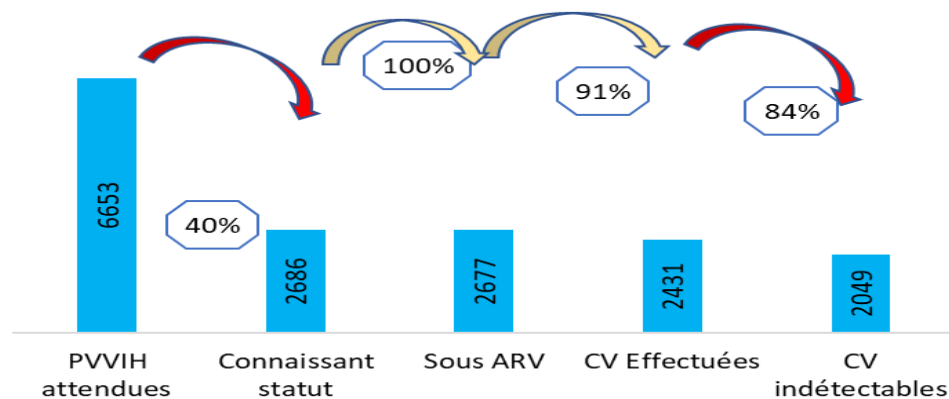 100%
91%
84%
40%
6653
2686
2677
2431
2049
PVVIH
attendues
Connaissant
statut
Sous ARV
CV Effectuées
CV
indétectables